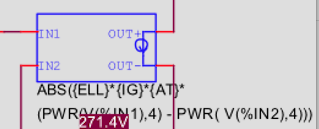 IN1 OUT+
IN2 OUT-
ABS({ELL}*{IG}*{AT}*
(PWR(V(%IN1),4) - PWR( V(%IN2),4)))
271.4V